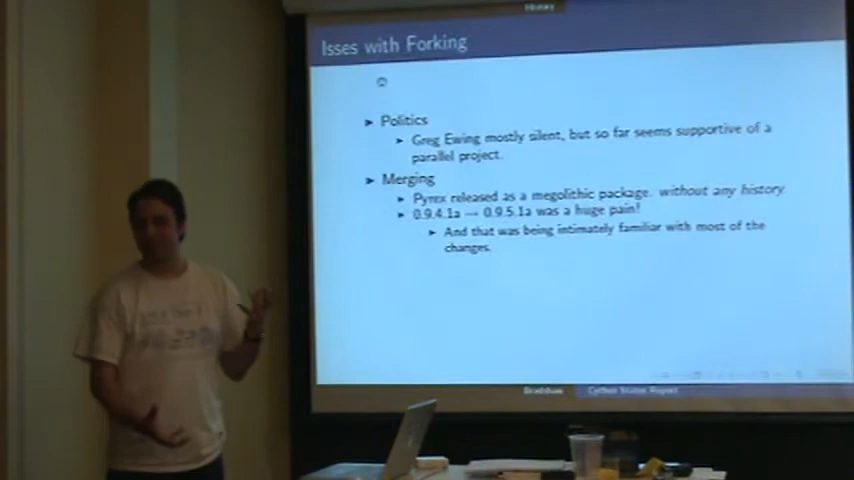 History
Isses with Forking
☹
Politics
Greg Ewing mostly silent, but so far seems supportive of a
parallel project.
Merging
Pyrex released as a megolithic package. without any history
0.9.4.1a → 0.9.5.1a was a huge pain!
And that was being intimately familiar with most of the
changes.
Bradshaw Cython Status Report